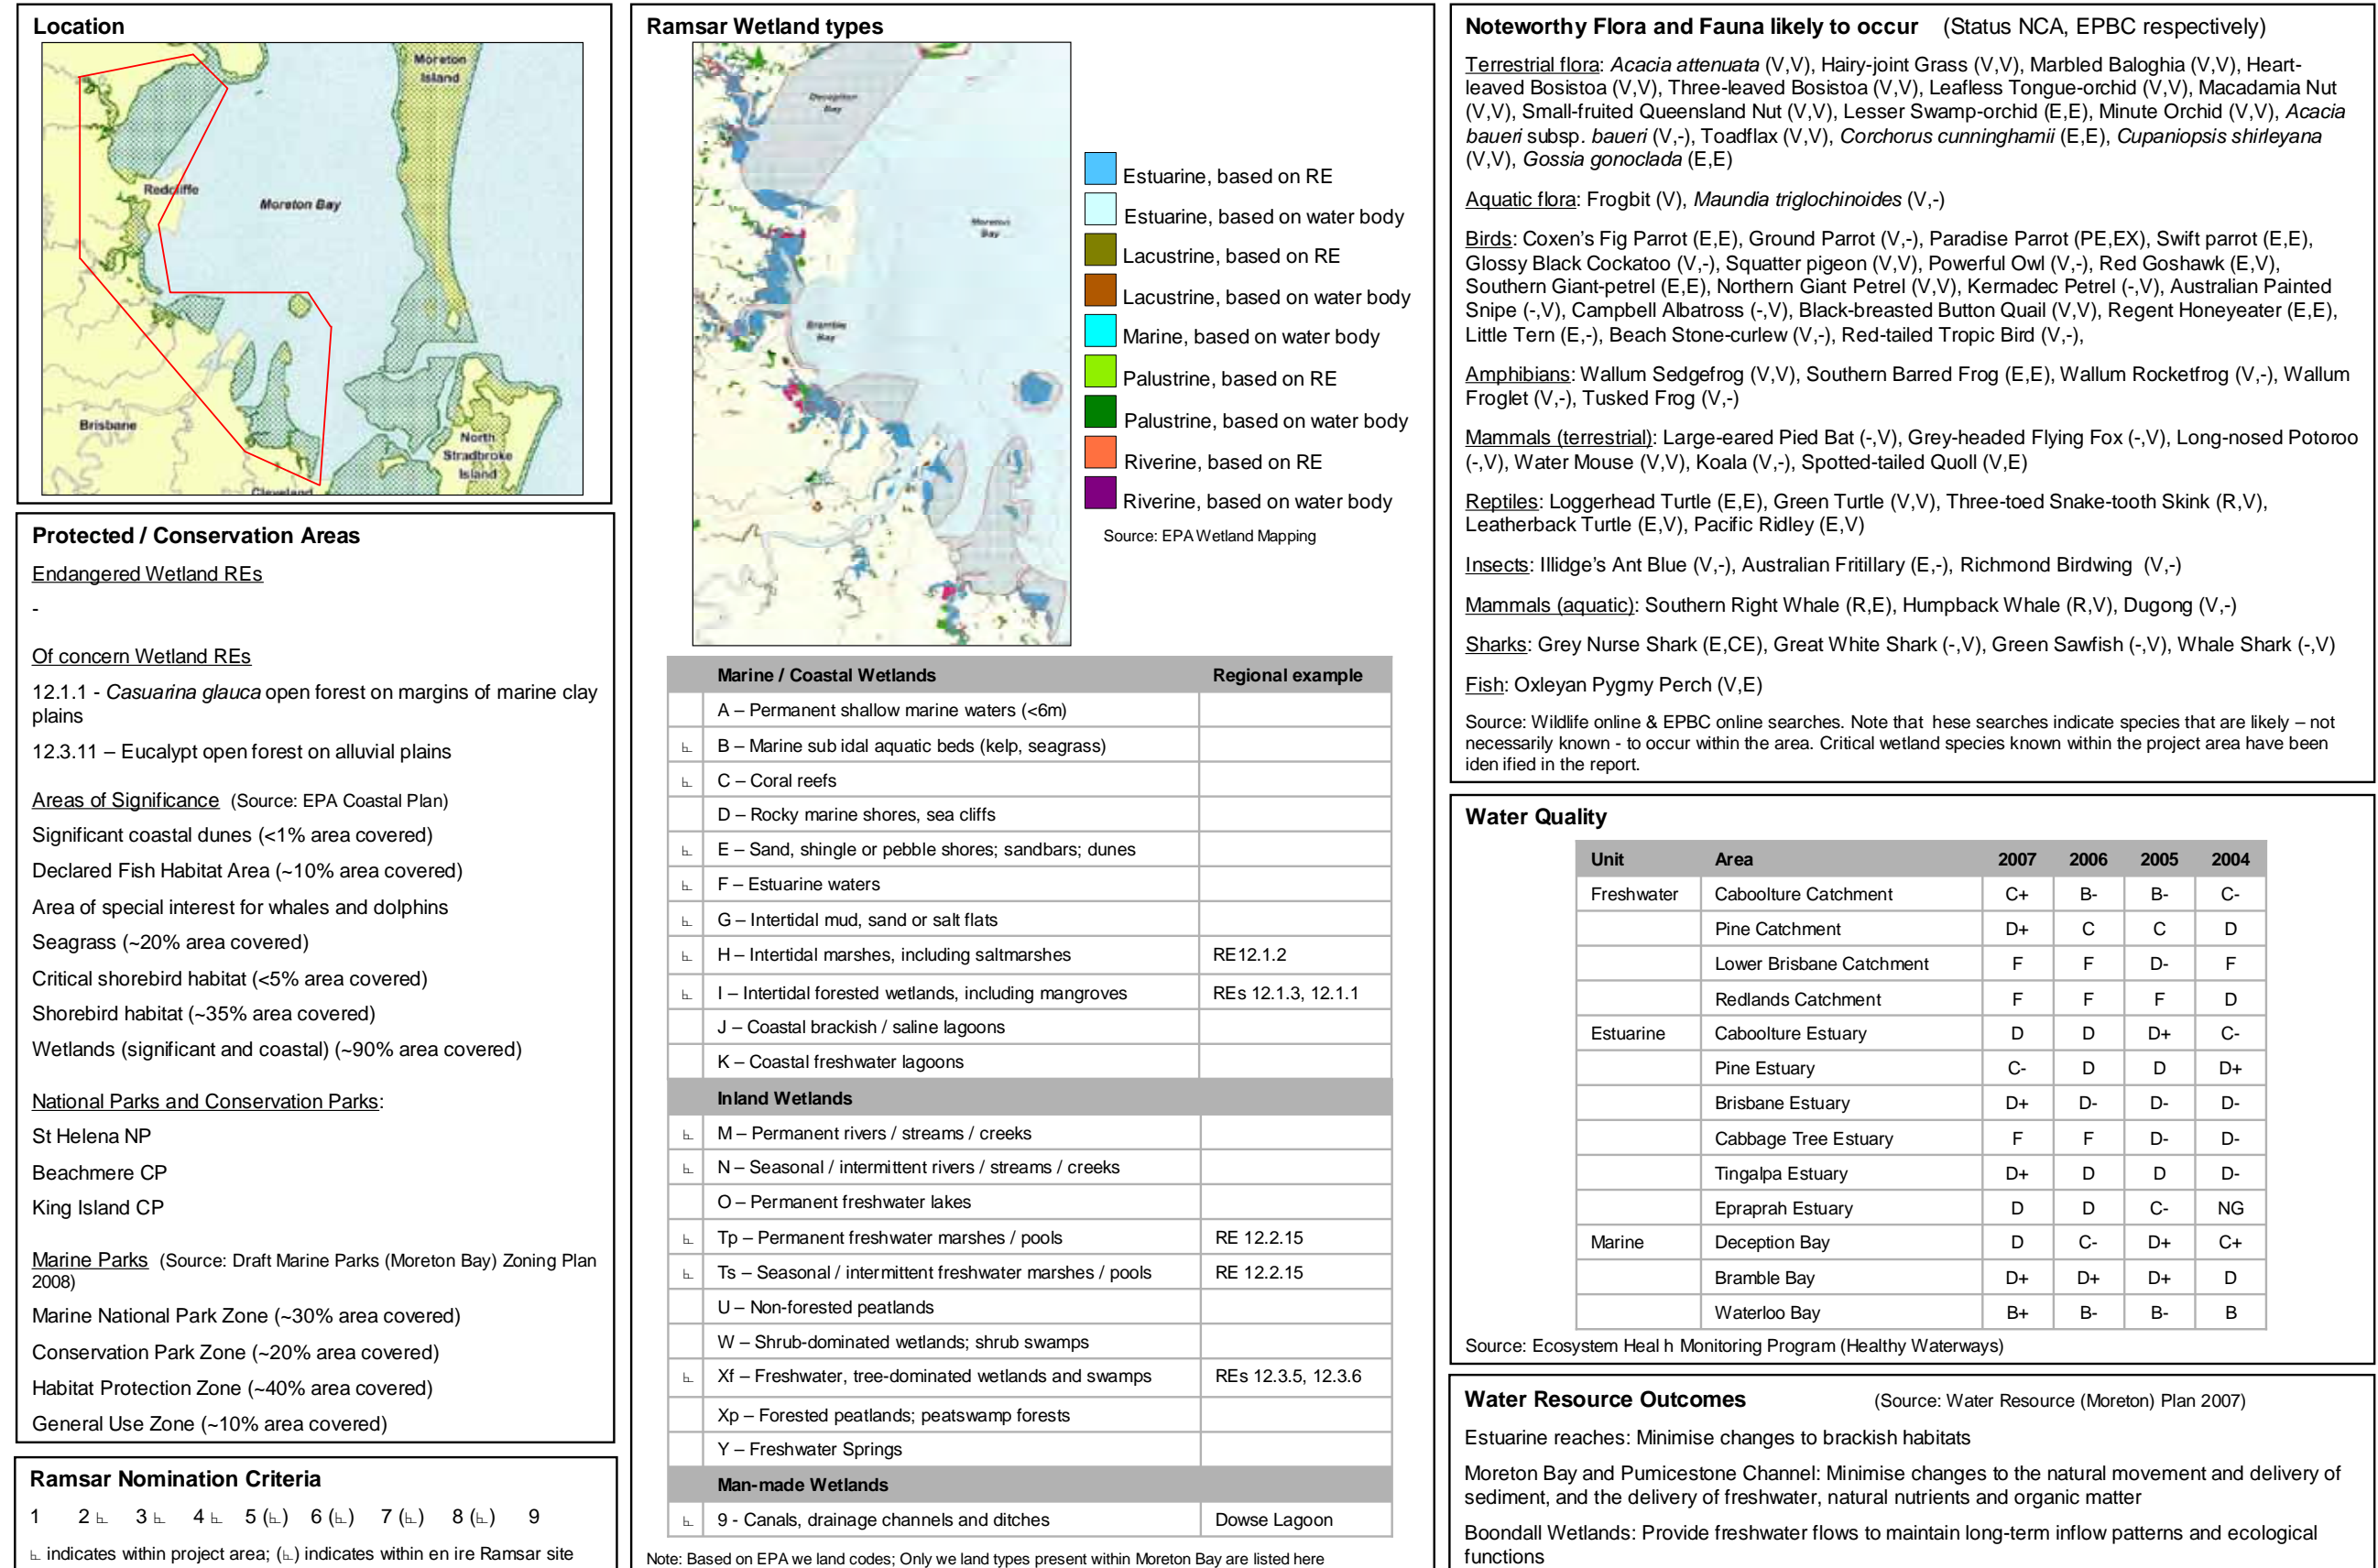 Location
Moreton
Island
Redcliffe
Moreton Bay
Brisbane
North
Stradbroke
Island
Cleveland
Protected / Conservation Areas
Endangered Wetland REs
-
Of concern Wetland REs
12.1.1 - Casuarina glauca open forest on margins of marine clay
plains
12.3.11 – Eucalypt open forest on alluvial plains
Areas of Significance (Source: EPA Coastal Plan)
Significant coastal dunes (<1% area covered)
Declared Fish Habitat Area (~10% area covered)
Area of special interest for whales and dolphins
Seagrass (~20% area covered)
Critical shorebird habitat (<5% area covered)
Shorebird habitat (~35% area covered)
Wetlands (significant and coastal) (~90% area covered)
National Parks and Conservation Parks:
St Helena NP
Beachmere CP
King Island CP
Marine Parks (Source: Draft Marine Parks (Moreton Bay) Zoning Plan
2008)
Marine National Park Zone (~30% area covered)
Conservation Park Zone (~20% area covered)
Habitat Protection Zone (~40% area covered)
General Use Zone (~10% area covered)
Ramsar Nomination Criteria
1 2 ⊾ 3 ⊾ 4 ⊾ 5 (⊾) 6 (⊾) 7 (⊾) 8 (⊾) 9
⊾ indicates within project area; (⊾) indicates within en ire Ramsar site
Ramsar Wetland types
Deception
Bay
Moreton
Bay
Bramble
Bay
Estuarine, based on RE
Estuarine, based on water body
Lacustrine, based on RE
Lacustrine, based on water body
Marine, based on water body
Palustrine, based on RE
Palustrine, based on water body
Riverine, based on RE
Riverine, based on water body
Source: EPA Wetland Mapping
Marine / Coastal Wetlands Regional example
A – Permanent shallow marine waters (<6m)
⊾ B – Marine sub idal aquatic beds (kelp, seagrass)
⊾ C – Coral reefs
D – Rocky marine shores, sea cliffs
⊾ E – Sand, shingle or pebble shores; sandbars; dunes
⊾ F – Estuarine waters
⊾ G – Intertidal mud, sand or salt flats
⊾ H – Intertidal marshes, including saltmarshes RE12.1.2
⊾ I – Intertidal forested wetlands, including mangroves REs 12.1.3, 12.1.1
J – Coastal brackish / saline lagoons
K – Coastal freshwater lagoons
Inland Wetlands
⊾ M – Permanent rivers / streams / creeks
⊾ N – Seasonal / intermittent rivers / streams / creeks
O – Permanent freshwater lakes
⊾ Tp – Permanent freshwater marshes / pools RE 12.2.15
⊾ Ts – Seasonal / intermittent freshwater marshes / pools RE 12.2.15
U – Non-forested peatlands
W – Shrub-dominated wetlands; shrub swamps
⊾ Xf – Freshwater, tree-dominated wetlands and swamps REs 12.3.5, 12.3.6
Xp – Forested peatlands; peatswamp forests
Y – Freshwater Springs
Man-made Wetlands
⊾ 9 - Canals, drainage channels and ditches Dowse Lagoon
Note: Based on EPA we land codes; Only we land types present within Moreton Bay are listed here
Noteworthy Flora and Fauna likely to occur (Status NCA, EPBC respectively)
Terrestrial flora: Acacia attenuata (V,V), Hairy-joint Grass (V,V), Marbled Baloghia (V,V), Heart-
leaved Bosistoa (V,V), Three-leaved Bosistoa (V,V), Leafless Tongue-orchid (V,V), Macadamia Nut
(V,V), Small-fruited Queensland Nut (V,V), Lesser Swamp-orchid (E,E), Minute Orchid (V,V), Acacia
baueri subsp. baueri (V,-), Toadflax (V,V), Corchorus cunninghamii (E,E), Cupaniopsis shirleyana
(V,V), Gossia gonoclada (E,E)
Aquatic flora: Frogbit (V), Maundia triglochinoides (V,-)
Birds: Coxen's Fig Parrot (E,E), Ground Parrot (V,-), Paradise Parrot (PE,EX), Swift parrot (E,E),
Glossy Black Cockatoo (V,-), Squatter pigeon (V,V), Powerful Owl (V,-), Red Goshawk (E,V),
Southern Giant-petrel (E,E), Northern Giant Petrel (V,V), Kermadec Petrel (-,V), Australian Painted
Snipe (-,V), Campbell Albatross (-,V), Black-breasted Button Quail (V,V), Regent Honeyeater (E,E),
Little Tern (E,-), Beach Stone-curlew (V,-), Red-tailed Tropic Bird (V,-),
Amphibians: Wallum Sedgefrog (V,V), Southern Barred Frog (E,E), Wallum Rocketfrog (V,-), Wallum
Froglet (V,-), Tusked Frog (V,-)
Mammals (terrestrial): Large-eared Pied Bat (-,V), Grey-headed Flying Fox (-,V), Long-nosed Potoroo
(-,V), Water Mouse (V,V), Koala (V,-), Spotted-tailed Quoll (V,E)
Reptiles: Loggerhead Turtle (E,E), Green Turtle (V,V), Three-toed Snake-tooth Skink (R,V),
Leatherback Turtle (E,V), Pacific Ridley (E,V)
Insects: Illidge's Ant Blue (V,-), Australian Fritillary (E,-), Richmond Birdwing (V,-)
Mammals (aquatic): Southern Right Whale (R,E), Humpback Whale (R,V), Dugong (V,-)
Sharks: Grey Nurse Shark (E,CE), Great White Shark (-,V), Green Sawfish (-,V), Whale Shark (-,V)
Fish: Oxleyan Pygmy Perch (V,E)
Source: Wildlife online & EPBC online searches. Note that hese searches indicate species that are likely – not
necessarily known - to occur within the area. Critical wetland species known within the project area have been
iden ified in the report.
Water Quality
Unit Area 2007 2006 2005 2004
Freshwater Caboolture Catchment C+ B- B- C-
Pine Catchment D+ C C D
Lower Brisbane Catchment F F D- F
Redlands Catchment F F F D
Estuarine Caboolture Estuary D D D+ C-
Pine Estuary C- D D D+
Brisbane Estuary D+ D- D- D-
Cabbage Tree Estuary F F D- D-
Tingalpa Estuary D+ D D D-
Epraprah Estuary D D C- NG
Marine Deception Bay D C- D+ C+
Bramble Bay D+ D+ D+ D
Waterloo Bay B+ B- B- B
Source: Ecosystem Heal h Monitoring Program (Healthy Waterways)
Water Resource Outcomes (Source: Water Resource (Moreton) Plan 2007)
Estuarine reaches: Minimise changes to brackish habitats
Moreton Bay and Pumicestone Channel: Minimise changes to the natural movement and delivery of
sediment, and the delivery of freshwater, natural nutrients and organic matter
Boondall Wetlands: Provide freshwater flows to maintain long-term inflow patterns and ecological
functions